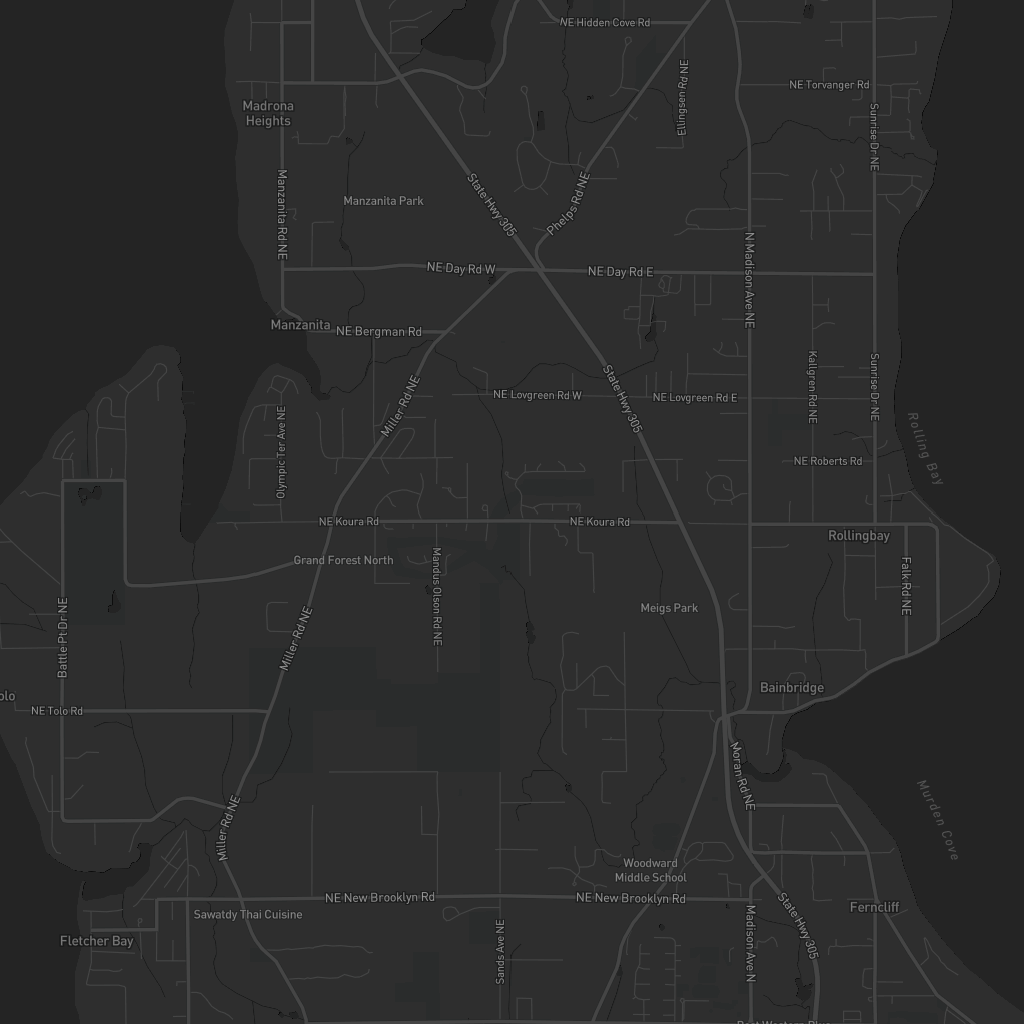 NE Hidden Cove Rd
Ellingsen Rd NE
NE Torvanger Rd
Madrona
Heights
Sunrise Dr NE
Manzanita Rd NE
State Hwy 305
Phelps Rd NE
Manzanita Park
N Madison Ave NE
NE Day Rd W
NE Day Rd E
Manzanita
NE Bergman Rd
Miller Rd NE
State Hwy 305
Kallgren Rd NE
Sunrise Dr NE
NE Lovgreen Rd W
NE Lovgreen Rd E
Olympic Ter Ave NE
Rolling Bay
NE Roberts Rd
NE Koura Rd
NE Koura Rd
Rollingbay
Grand Forest North
Mandus Olson Rd NE
Falk Rd NE
Battle Pt Dr NE
Miller Rd NE
Meigs Park
Bainbridge
olo
NE Tolo Rd
Moran Rd NE
Murden Cove
Miller Rd NE
Woodward
Middle School
NE New Brooklyn Rd
NE New Brooklyn Rd
Sawatdy Thai Cuisine
Ferncliff
State Hwy 305
Fletcher Bay
Sands Ave NE
Madison Ave N